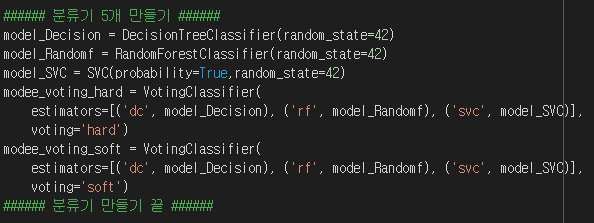 ###### 분류기 5개 만들기 ######
model_Decision = DecisionTreeClassifier(random_state=42)
model_Randomf = RandomForestClassifier(random_state=42)
model_SVC = SVC(probability=True,random_state=42)
modee_voting_hard = VotingClassifier(
    estimators=[('dc', model_Decision), ('rf', model_Randomf), ('svc', model_SVC)],
    voting='hard')
modee_voting_soft = VotingClassifier(
    estimators=[('dc', model_Decision), ('rf', model_Randomf), ('svc', model_SVC)],
    voting='soft')
###### 분류기 만들기 끝 ######